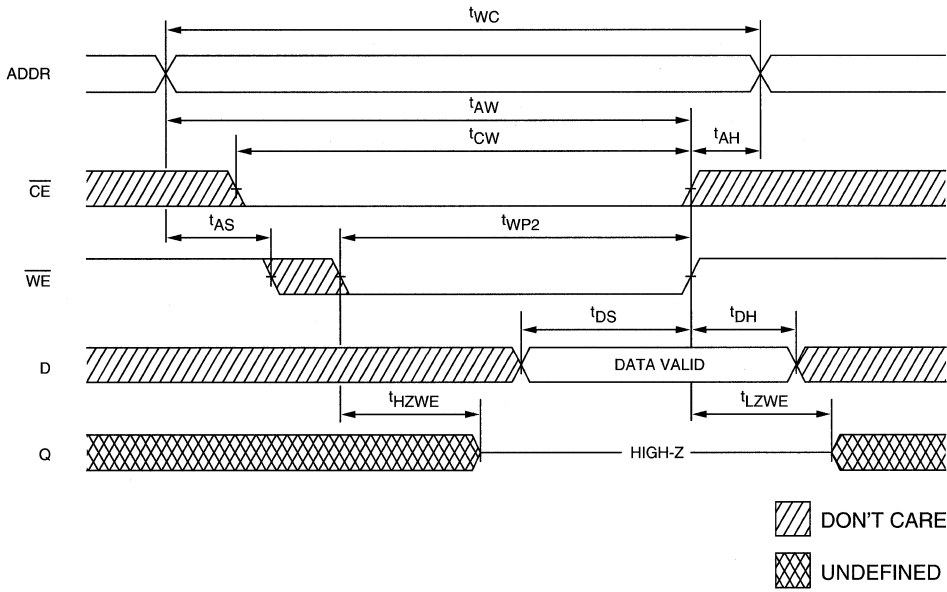 tWC
ADDR
tAW
tCW
tAH
CE
tAS
tWP2
WE
tDS
tDH
D
DATA VALID
tHZWE
tLZWE
Q
HIGH-Z
DON'T CARE
UNDEFINED